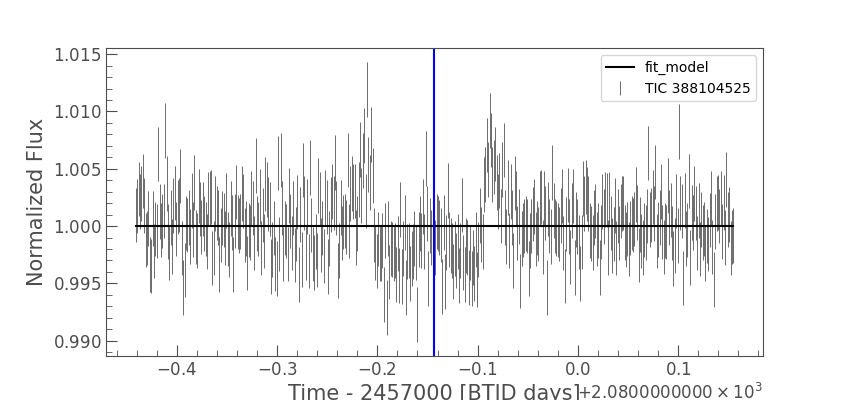 1.015
1.010
1.005
1.000
0.995
0.990
Normalized Flux
fit_model
TIC 388104525
−0.4 −0.3 −0.2 −0.1 0.0 0.1
Time - 2457000 [BTJD days]
+2.0800000000 × 10³